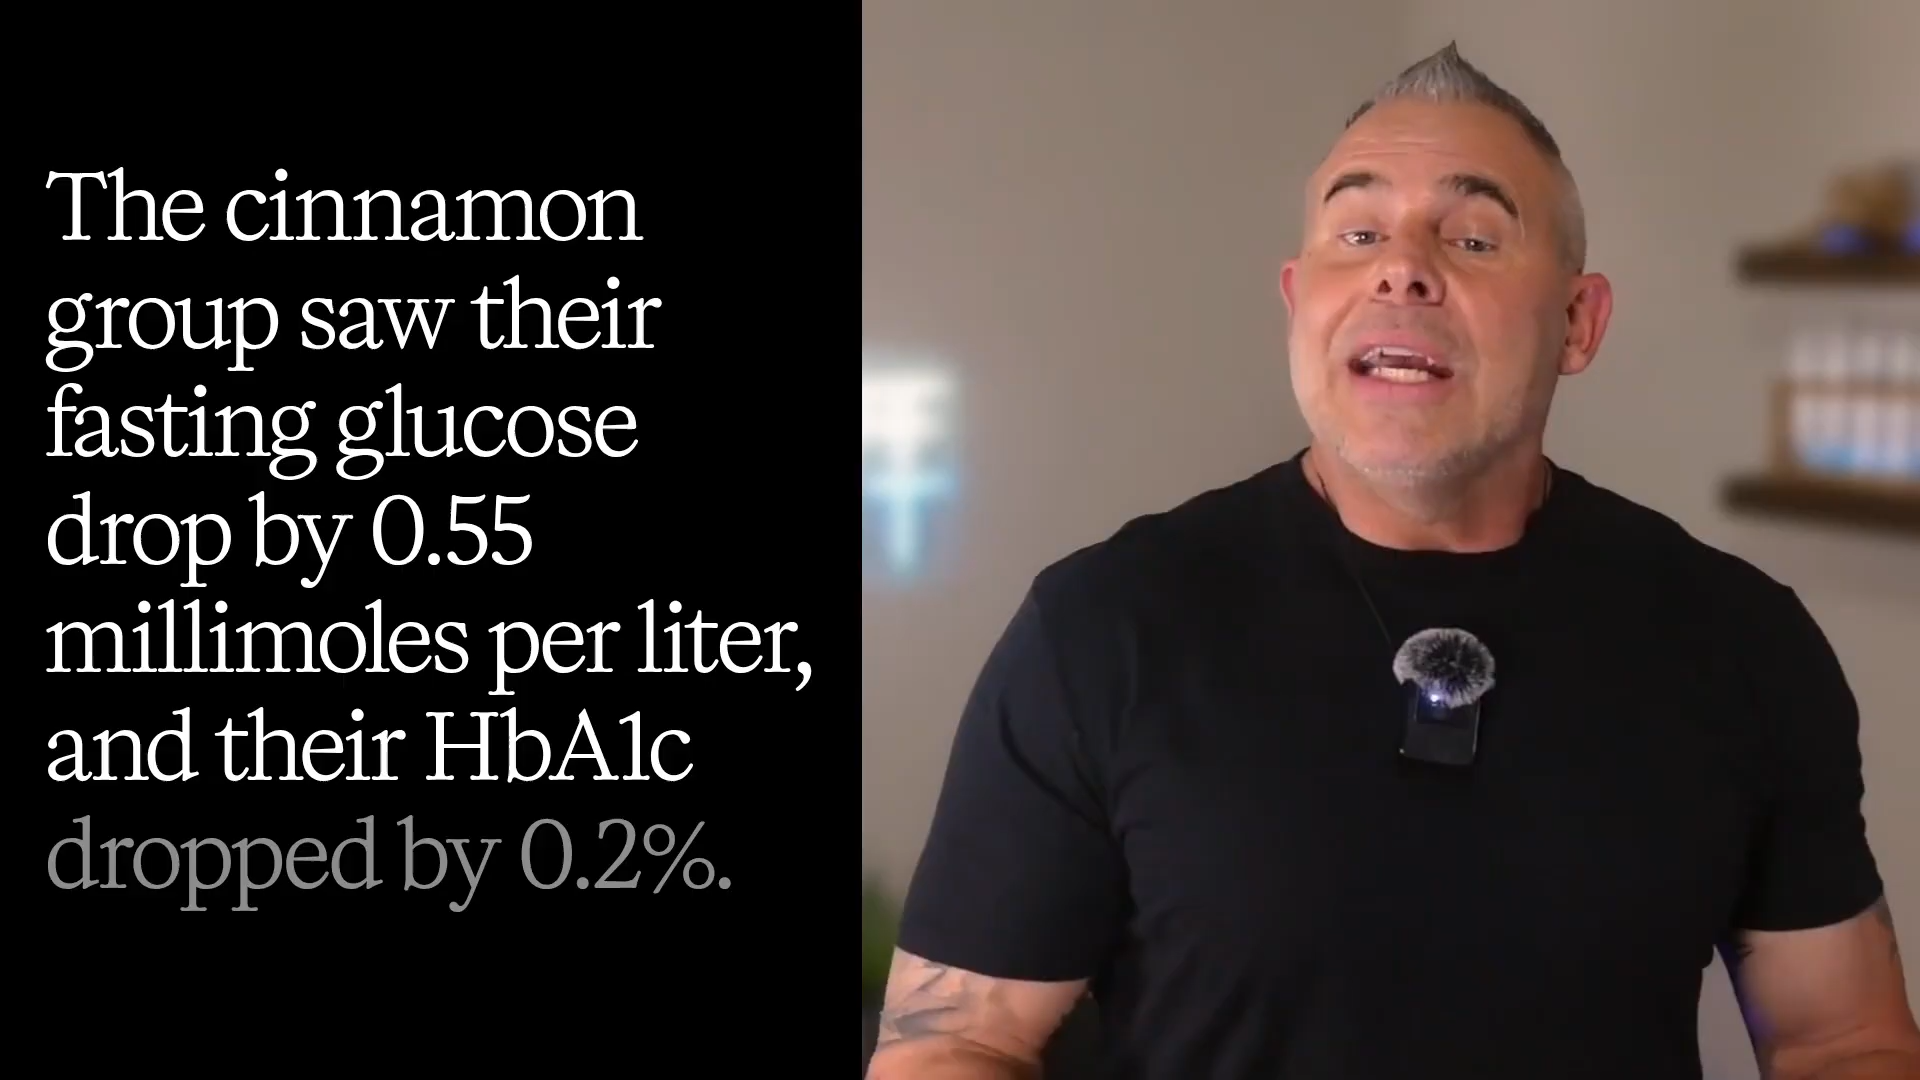 The cinnamon
group saw their
fasting glucose
drop by 0.55
millimoles per liter,
and their HbA1c
dropped by 0.2%.